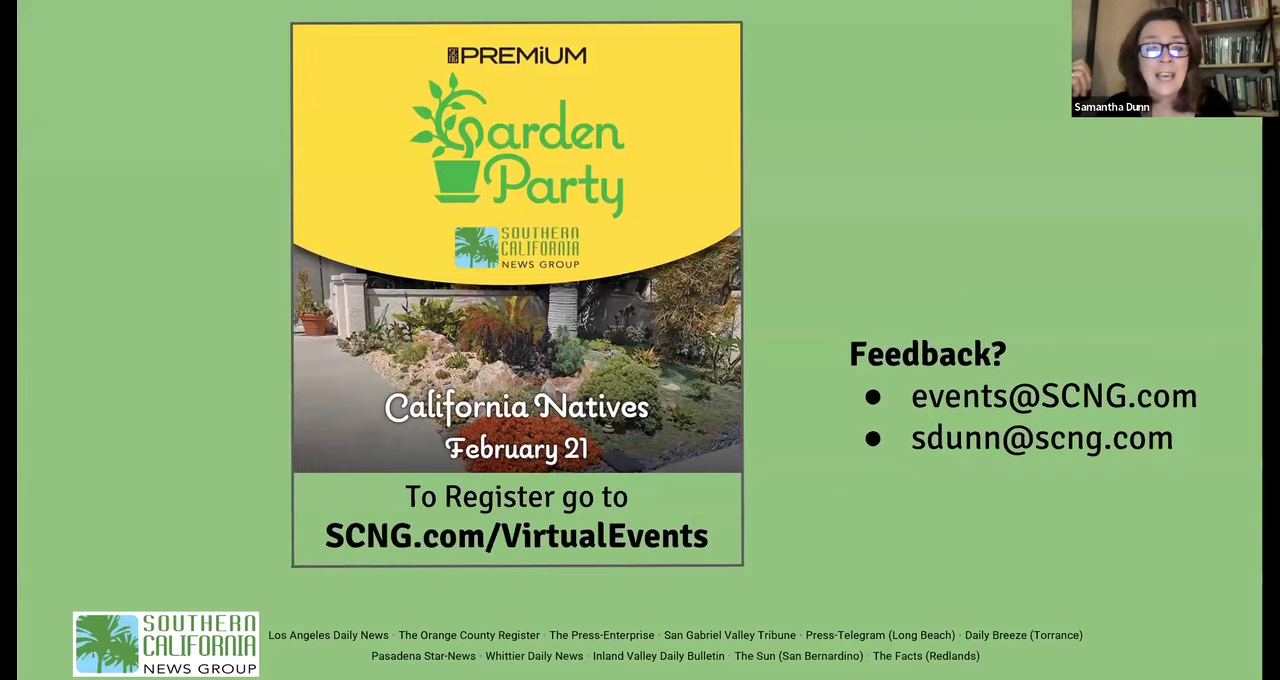 PREMiUM
Garden
Party
SOUTHERN
CALIFORNIA
NEWS GROUP
California Natives
February 21
To Register go to
SCNG.com/VirtualEvents
Samantha Dunn
Feedback?
● events@SCNG.com
● sdunn@scng.com
SOUTHERN
CALIFORNIA
NEWS GROUP
Los Angeles Daily News · The Orange County Register · The Press-Enterprise · San Gabriel Valley Tribune · Press-Telegram (Long Beach) · Daily Breeze (Torrance)
Pasadena Star-News · Whittier Daily News · Inland Valley Daily Bulletin · The Sun (San Bernardino) · The Facts (Redlands)